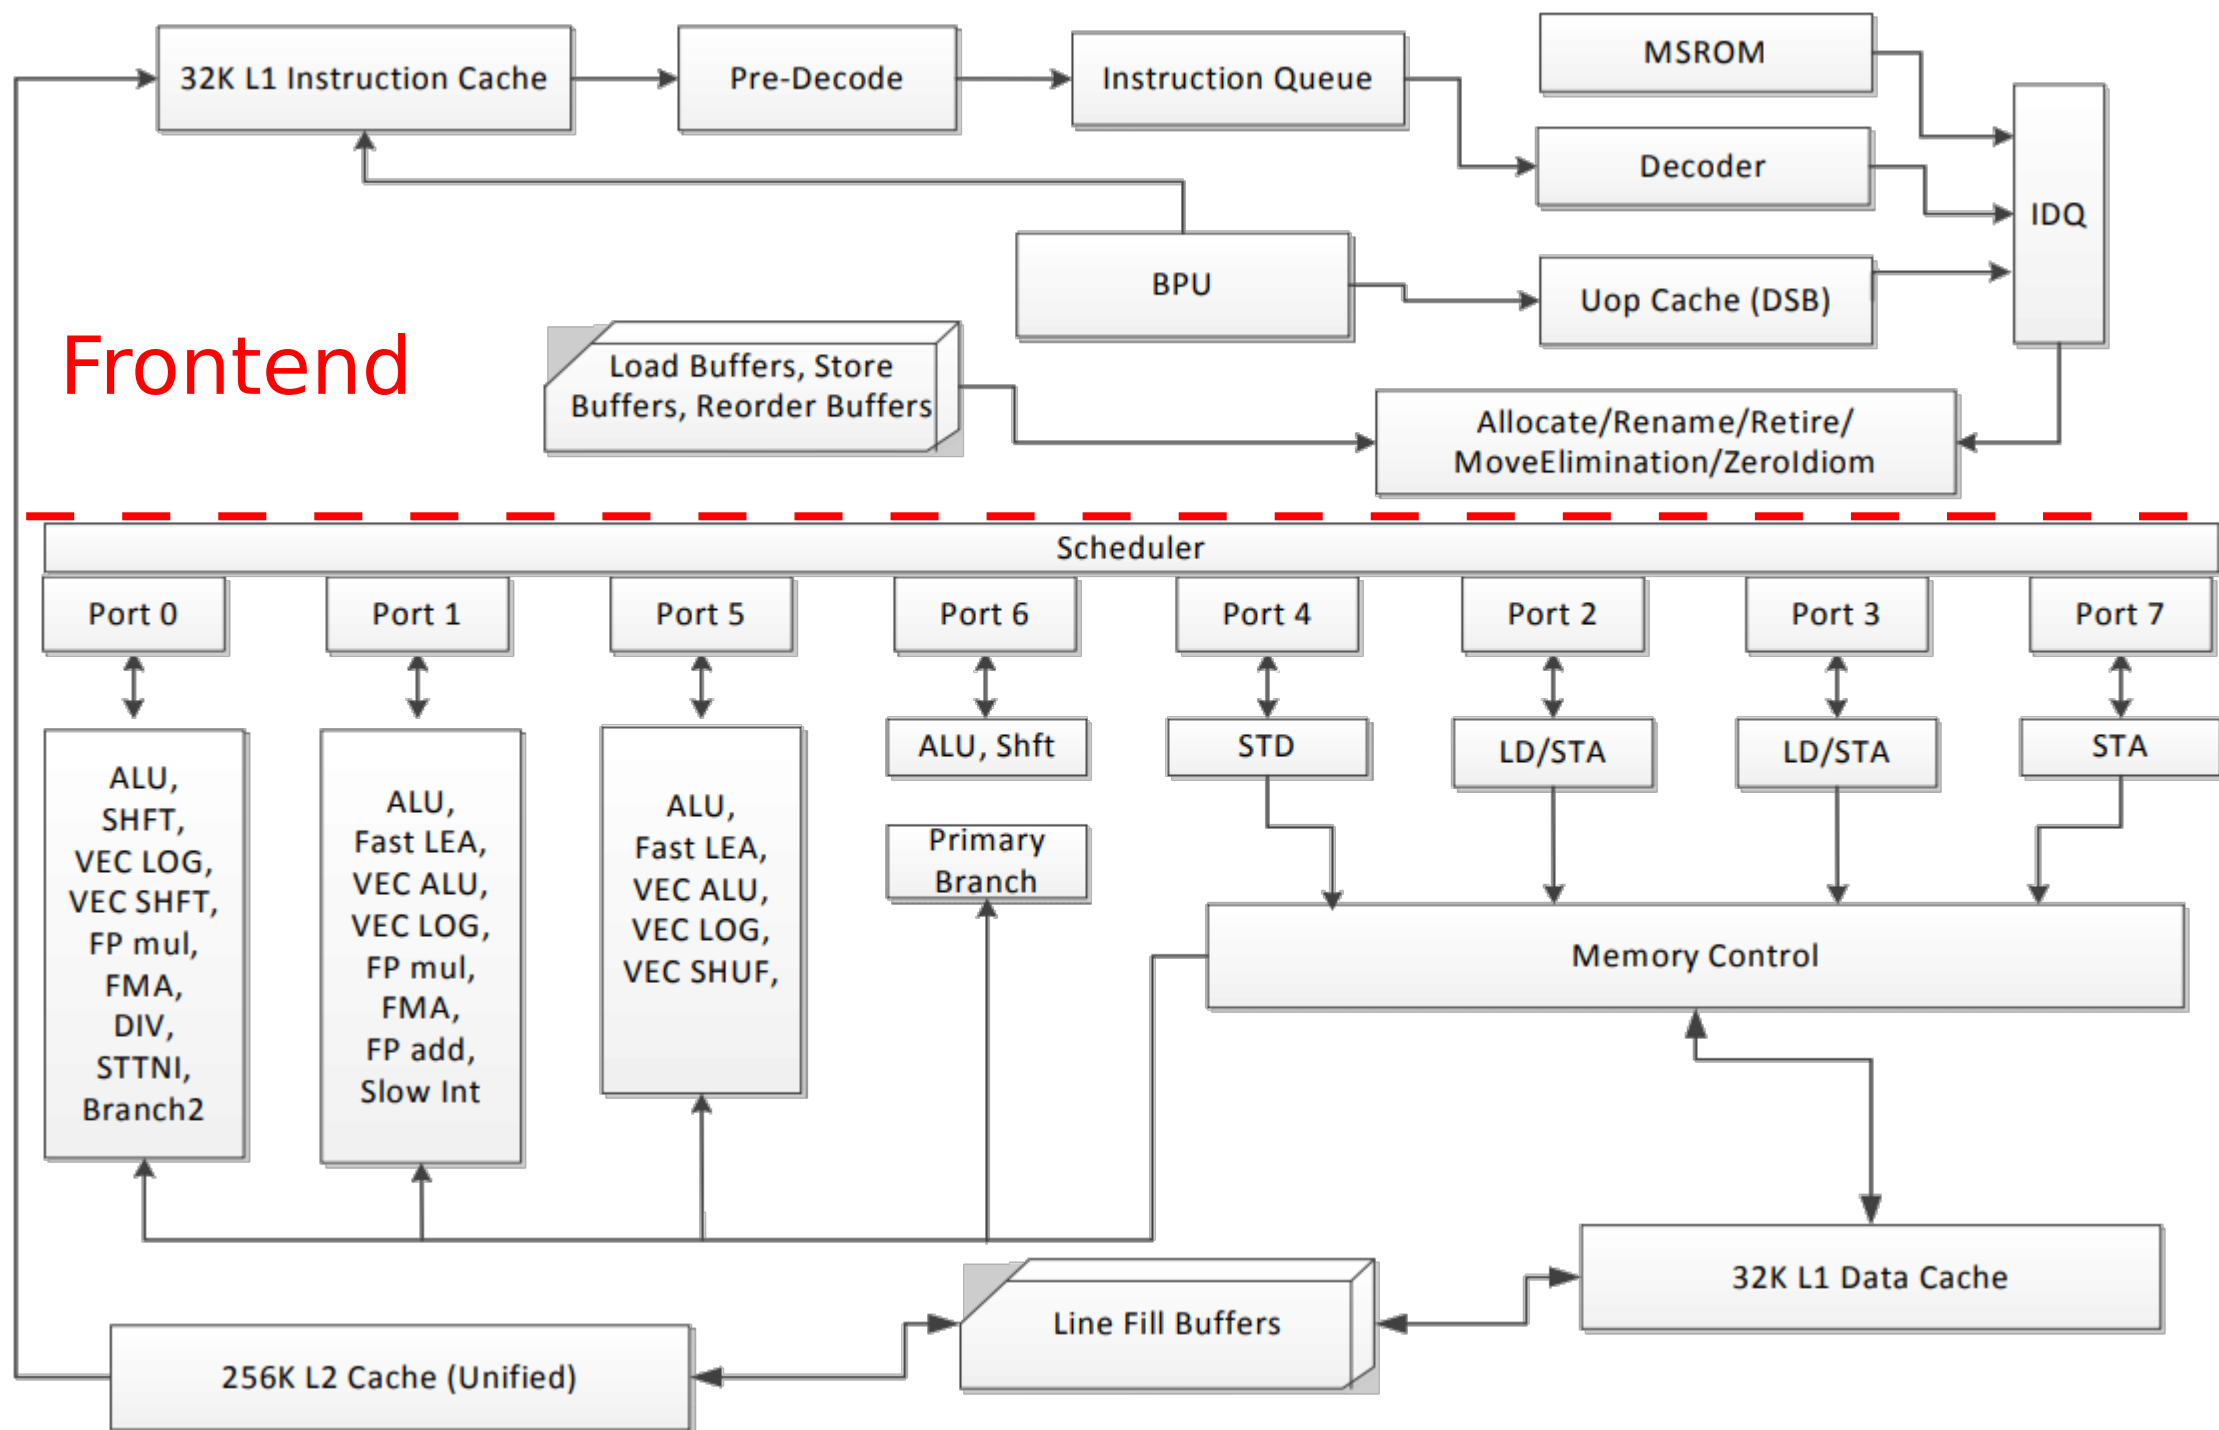 32K L1 Instruction Cache
Pre-Decode
Instruction Queue
MSROM
Decoder
IDQ
BPU
Uop Cache (DSB)
Frontend
Load Buffers, Store
Buffers, Reorder Buffers
Allocate/Rename/Retire/
MoveElimination/ZeroIdiom
Scheduler
Port 0
Port 1
Port 5
Port 6
Port 4
Port 2
Port 3
Port 7
ALU,
SHFT,
VEC LOG,
VEC SHFT,
FP mul,
FMA,
DIV,
STTNI,
Branch2
ALU,
Fast LEA,
VEC ALU,
VEC LOG,
FP mul,
FMA,
FP add,
Slow Int
ALU,
Fast LEA,
VEC ALU,
VEC LOG,
VEC SHUF,
ALU, Shft
Primary
Branch
STD
LD/STA
LD/STA
STA
Memory Control
32K L1 Data Cache
Line Fill Buffers
256K L2 Cache (Unified)